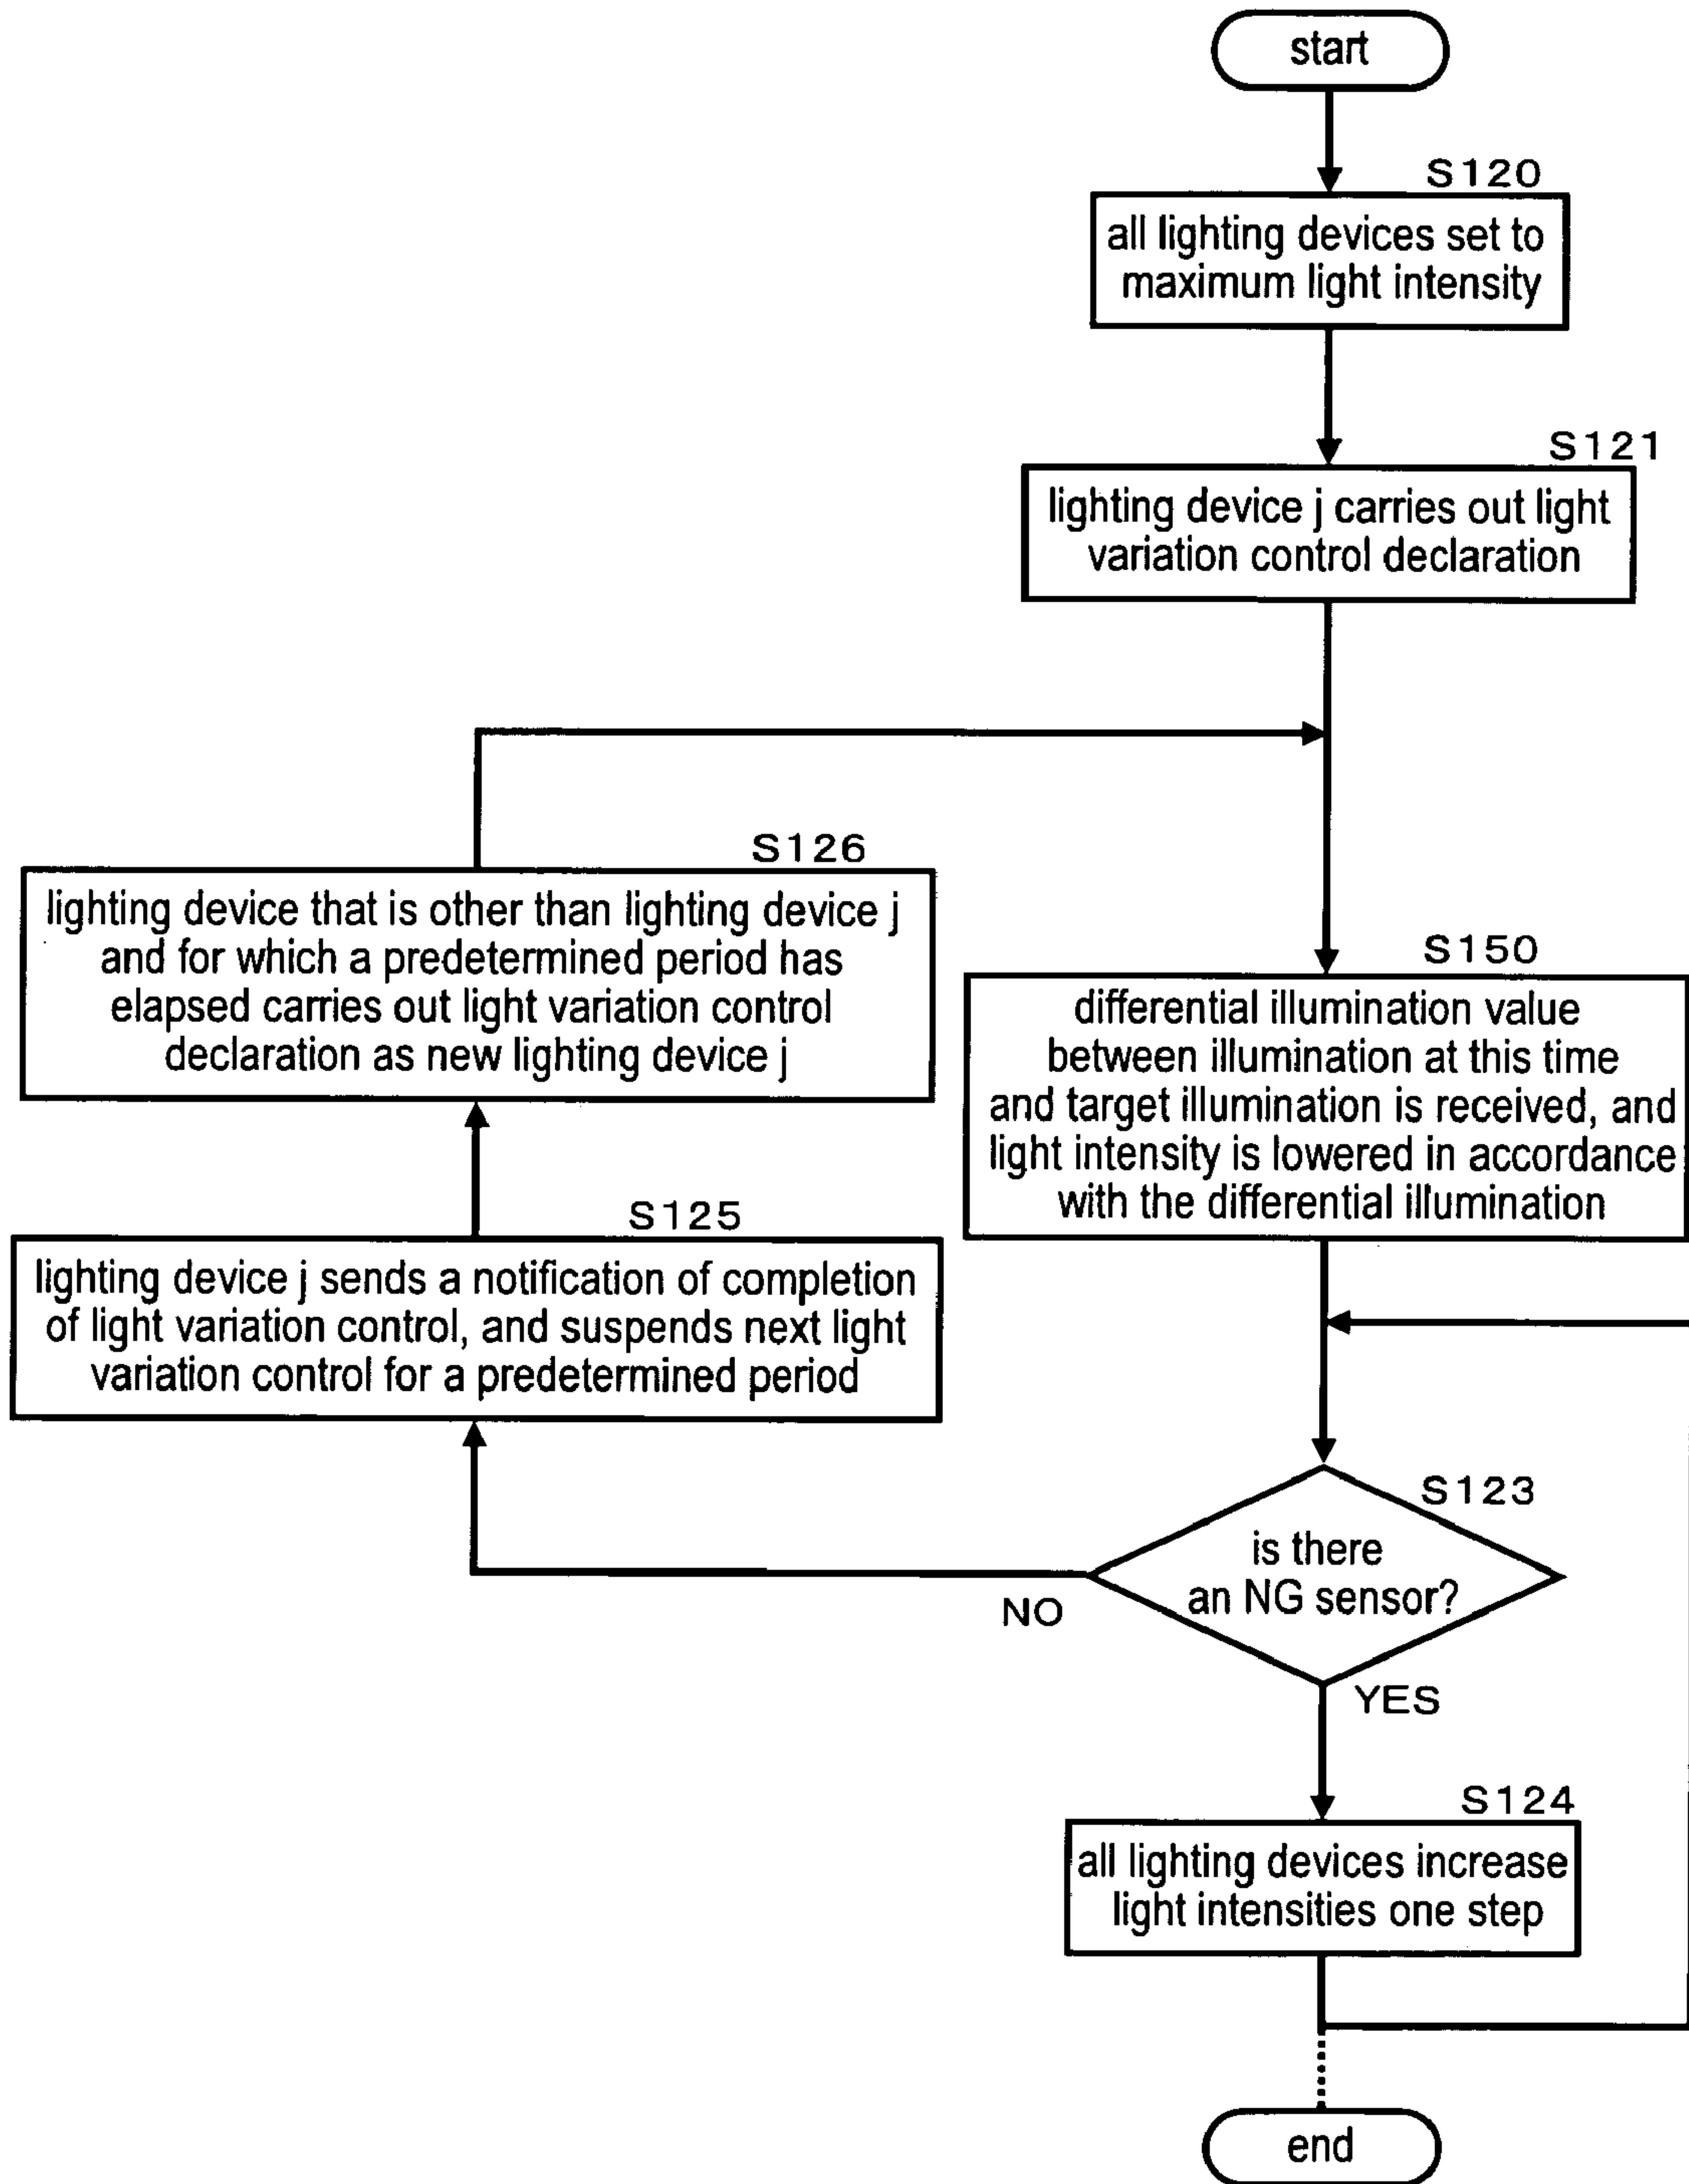 start
S120
all lighting devices set to
maximum light intensity
S121
lighting device j carries out light
variation control declaration
S126
lighting device that is other than lighting device j
and for which a predetermined period has
elapsed carries out light variation control
declaration as new lighting device j
S150
differential illumination value
between illumination at this time
and target illumination is received, and
light intensity is lowered in accordance
with the differential illumination
S125
lighting device j sends a notification of completion
of light variation control, and suspends next light
variation control for a predetermined period
S123
is there
an NG sensor?
NO
YES
S124
all lighting devices increase
light intensities one step
end